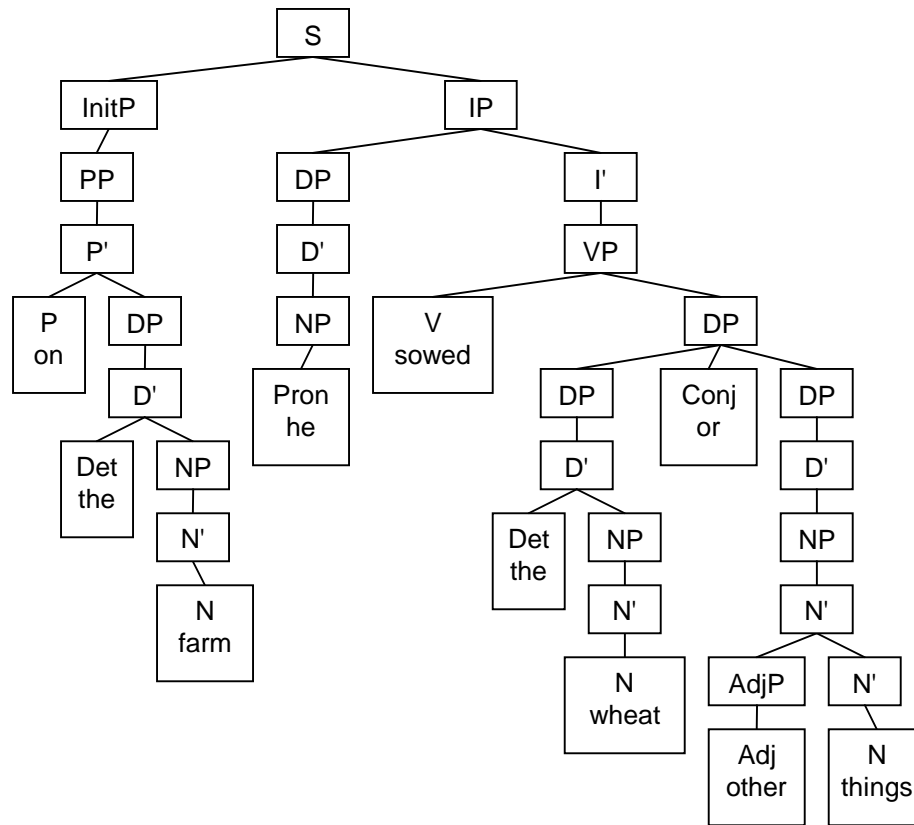 S
InitP IP
PP DP I'
P' D' VP
P DP NP V DP
on sowed
D' Pron DP Conj DP
he or
Det NP D' D'
the
N' Det NP NP
the
N N' N'
farm
N AdjP N'
wheat
Adj N
other things